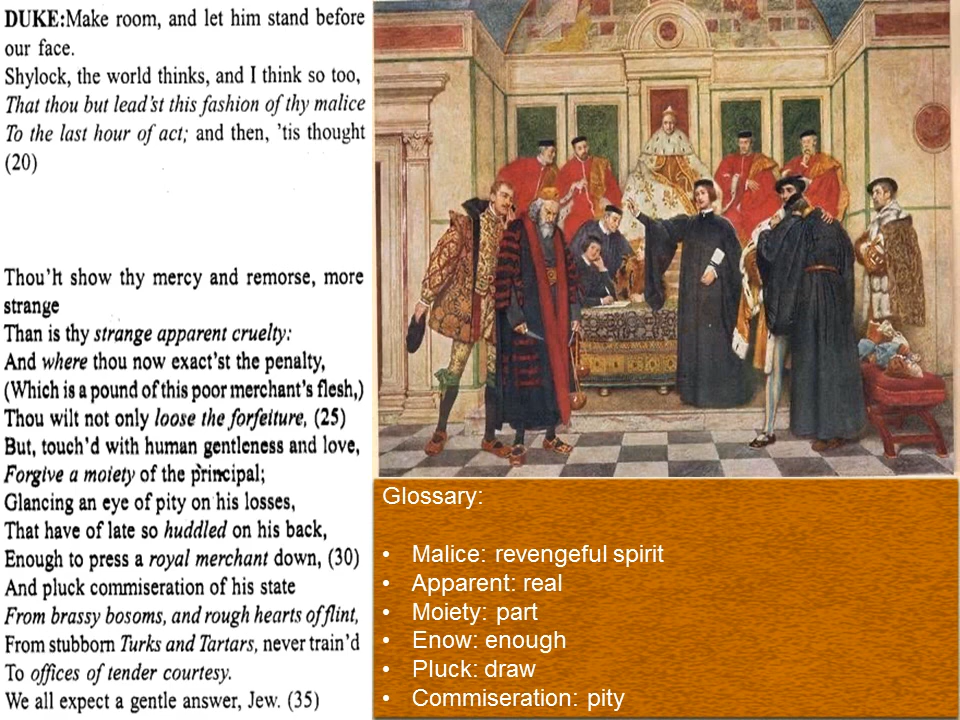 DUKE:Make room, and let him stand before
our face.
Shylock, the world thinks, and I think so too,
That thou but lead'st this fashion of thy malice
To the last hour of act; and then, 'tis thought
(20)
Thou'lt show thy mercy and remorse, more
strange
Than is thy strange apparent cruelty:
And where thou now exact'st the penalty,
(Which is a pound of this poor merchant's flesh,)
Thou wilt not only loose the forfeiture, (25)
But, touch'd with human gentleness and love,
Forgive a moiety of the principal;
Glancing an eye of pity on his losses,
That have of late so huddled on his back,
Enough to press a royal merchant down, (30)
And pluck commiseration of his state
From brassy bosoms, and rough hearts of flint,
From stubborn Turks and Tartars, never train'd
To offices of tender courtesy.
We all expect a gentle answer, Jew. (35)
Glossary:
• Malice: revengeful spirit
• Apparent: real
• Moiety: part
• Enow: enough
• Pluck: draw
• Commiseration: pity